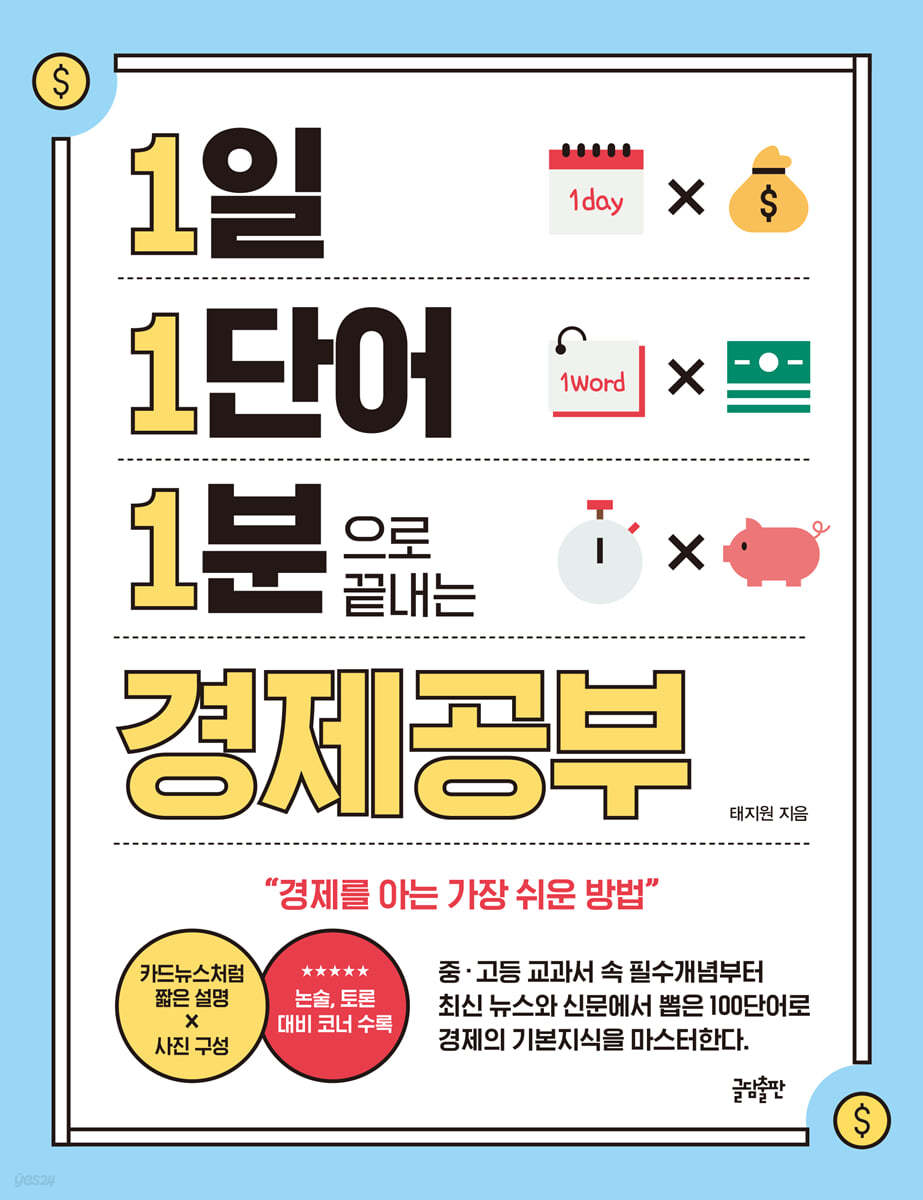 $
1일
1day
$
1단어
1word
1분으로
끝내는
경제공부
태지원 지음
“경제를 아는 가장 쉬운 방법”
카드뉴스처럼
짧은 설명
×
사진 구성
★★★★★
논술, 토론
대비 코너 수록
중·고등 교과서 속 필수개념부터
최신 뉴스와 신문에서 뽑은 100단어로
경제의 기본지식을 마스터한다.
글담출판
$
yes24